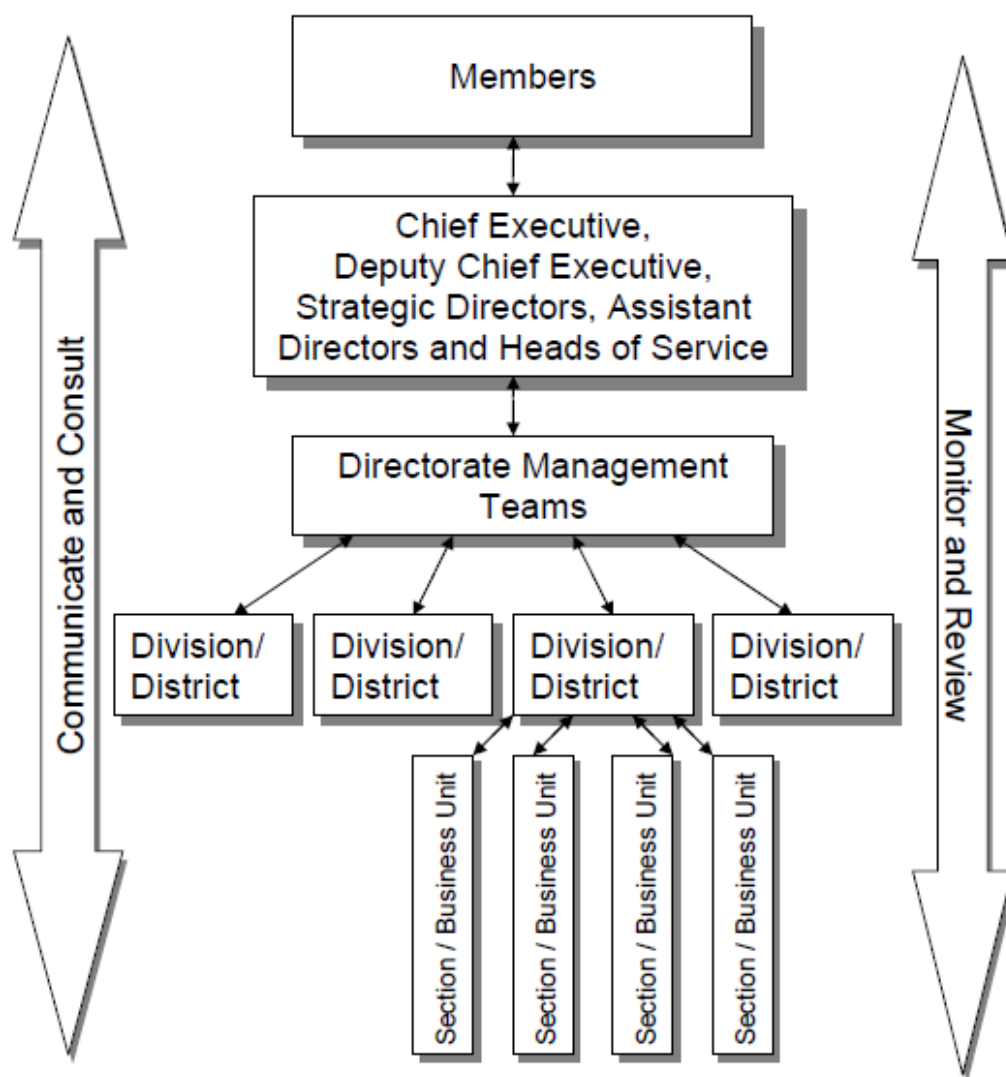 Members
Chief Executive,
Deputy Chief Executive,
Strategic Directors, Assistant
Directors and Heads of Service
Directorate Management
Teams
Division/
District
Division/
District
Division/
District
Division/
District
Section / Business Unit
Section / Business Unit
Section / Business Unit
Section / Business Unit
Communicate and Consult
Monitor and Review